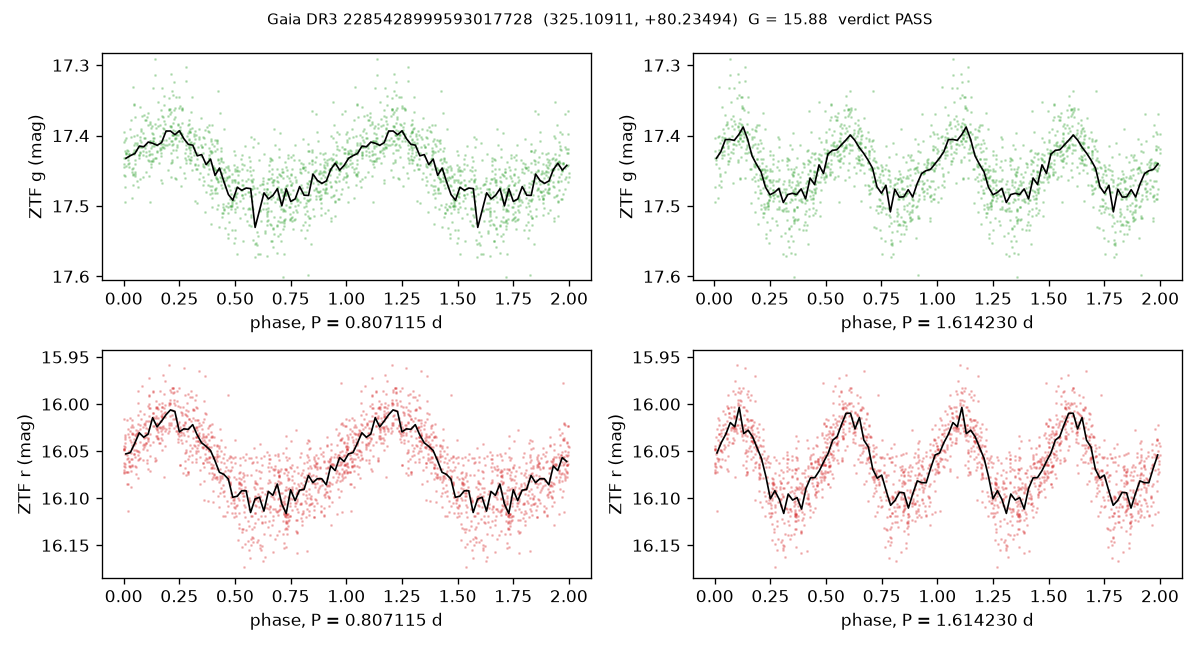 Gaia DR3 2285428999593017728 (325.10911, +80.23494) G = 15.88 verdict PASS
17.3
17.4
17.5
17.6
ZTF g (mag)
0.00 0.25 0.50 0.75 1.00 1.25 1.50 1.75 2.00
phase, P = 0.807115 d
17.3
17.4
17.5
17.6
ZTF g (mag)
0.00 0.25 0.50 0.75 1.00 1.25 1.50 1.75 2.00
phase, P = 1.614230 d
15.95
16.00
16.05
16.10
16.15
ZTF r (mag)
0.00 0.25 0.50 0.75 1.00 1.25 1.50 1.75 2.00
phase, P = 0.807115 d
15.95
16.00
16.05
16.10
16.15
ZTF r (mag)
0.00 0.25 0.50 0.75 1.00 1.25 1.50 1.75 2.00
phase, P = 1.614230 d